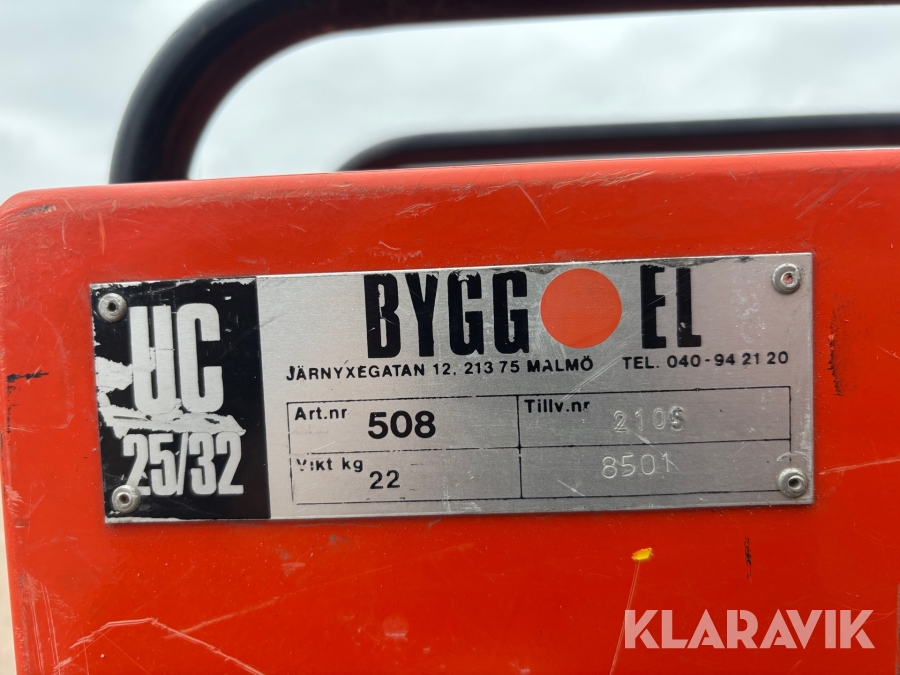 UC
25/32
BYGG EL
JÄRNYXEGATAN 12, 213 75 MALMÖ TEL. 040-94 21 20
Art.nr 508 Tillv.nr
Vikt kg 22 8501
KLARAVIK